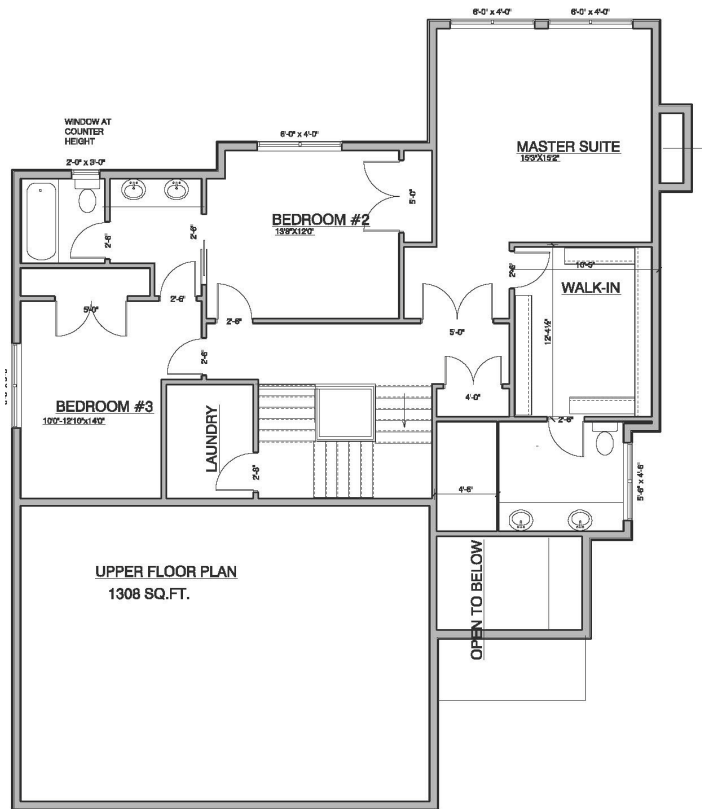 6'-0" x 4'-0"
6'-0" x 4'-0"
WINDOW AT
COUNTER
HEIGHT
2'-0" x 3'-0"
6'-0" x 4'-0"
MASTER SUITE
15'3"X15'2"
5'-0"
2'-6"
2'-6"
BEDROOM #2
13'8"X12'0"
2'-6"
10'-5"
WALK-IN
2'-6"
5'-0"
2'-6"
5'-0"
12'-4½"
2'-6"
4'-0"
BEDROOM #3
10'0"-12'10"x14'0"
LAUNDRY
2'-8"
2'-6"
4'-6"
5'-6" x 4'-6"
UPPER FLOOR PLAN
1308 SQ.FT.
OPEN TO BELOW